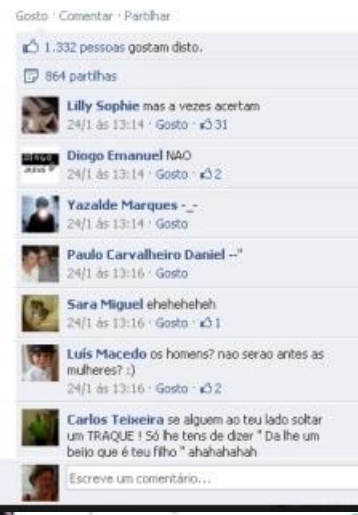 Gosto · Comentar · Partilhar
1.332 pessoas gostam disto.
864 partilhas
Lilly Sophie mas a vezes acertam
24/1 às 13:14 · Gosto · 31
Diogo Emanuel NAO
24/1 às 13:14 · Gosto · 2
Yazalde Marques -_-
24/1 às 13:14 · Gosto
Paulo Carvalheiro Daniel --"
24/1 às 13:16 · Gosto
Sara Miguel eheheheheh
24/1 às 13:16 · Gosto · 1
Luís Macedo os homens? nao serao antes as
mulheres? :)
24/1 às 13:16 · Gosto · 2
Carlos Teixeira se alguem ao teu lado soltar
um TRAQUE ! Só lhe tens de dizer " Da lhe um
beijo que é teu filho " ahahahahah
Escreve um comentário...